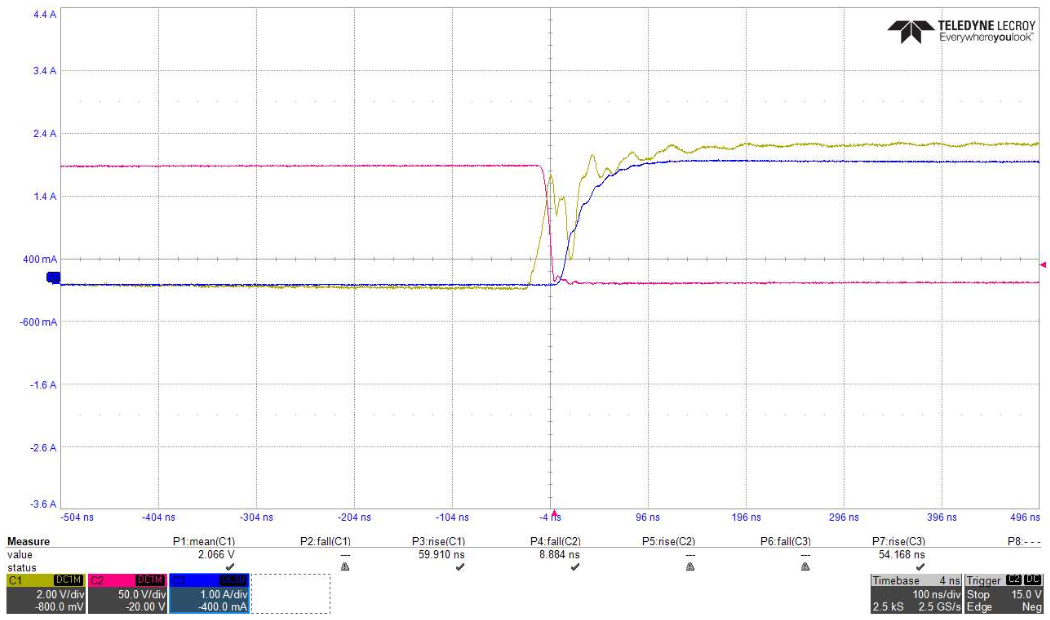 4.4 A
TELEDYNE LECROY
Everywhereyoulook™
3.4 A
2.4 A
1.4 A
400 mA
-600 mA
-1.6 A
-2.6 A
-3.6 A
-504 ns -404 ns -304 ns -204 ns -104 ns -4 ns 96 ns 196 ns 296 ns 396 ns 496 ns
Measure P1:mean(C1) P2:fall(C1) P3:rise(C1) P4:fall(C2) P5:rise(C2) P6:fall(C3) P7:rise(C3) P8:- - -
value 2.066 V --- 59.910 ns 8.884 ns --- --- 54.168 ns
status
C1 DC1M C2 DC1M C3 Timebase 4 ns Trigger C2 DC
2.00 V/div 50.0 V/div 1.00 A/div 100 ns/div Stop 15.0 V
-800.0 mV -20.00 V -400.0 mA 2.5 kS 2.5 GS/s Edge Neg